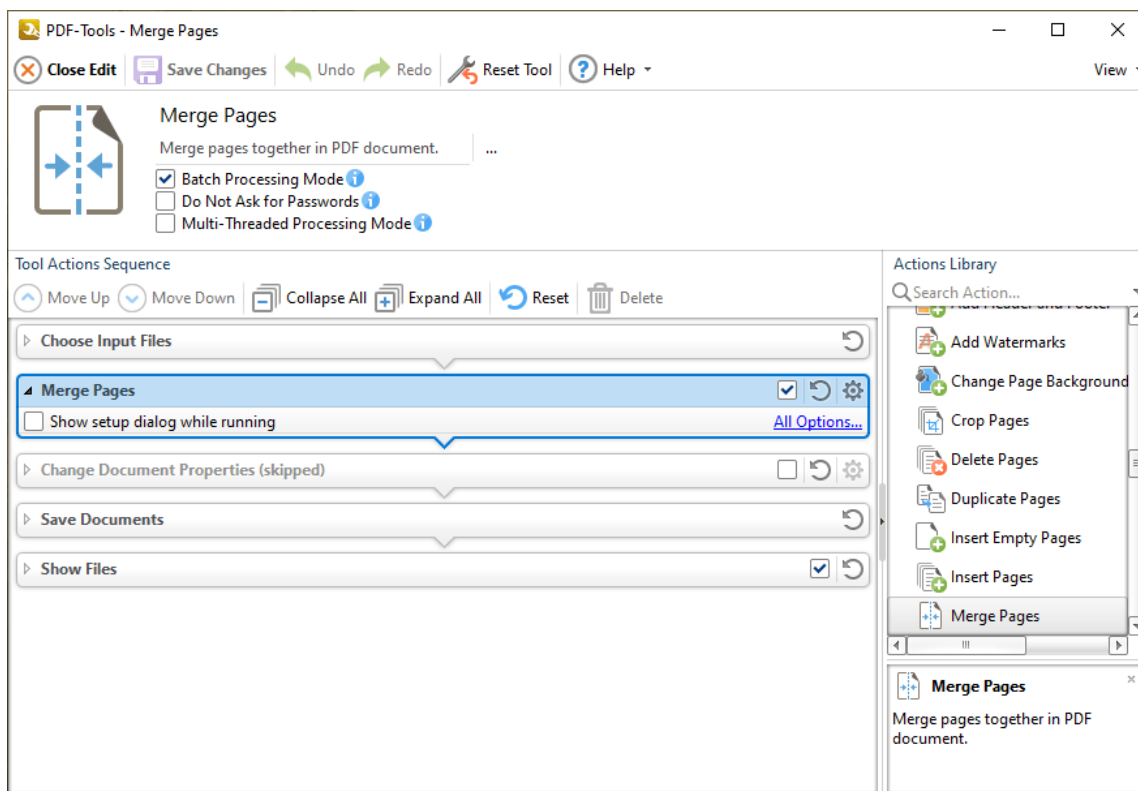 PDF-Tools - Merge Pages
Close Edit Save Changes Undo Redo Reset Tool Help View
Merge Pages
Merge pages together in PDF document. ...
Batch Processing Mode
Do Not Ask for Passwords
Multi-Threaded Processing Mode
Tool Actions Sequence
Move Up Move Down Collapse All Expand All Reset Delete
Choose Input Files
Merge Pages
Show setup dialog while running All Options...
Change Document Properties (skipped)
Save Documents
Show Files
Actions Library
Search Action...
Add Header and Footer
Add Watermarks
Change Page Background
Crop Pages
Delete Pages
Duplicate Pages
Insert Empty Pages
Insert Pages
Merge Pages
Merge Pages
Merge pages together in PDF
document.